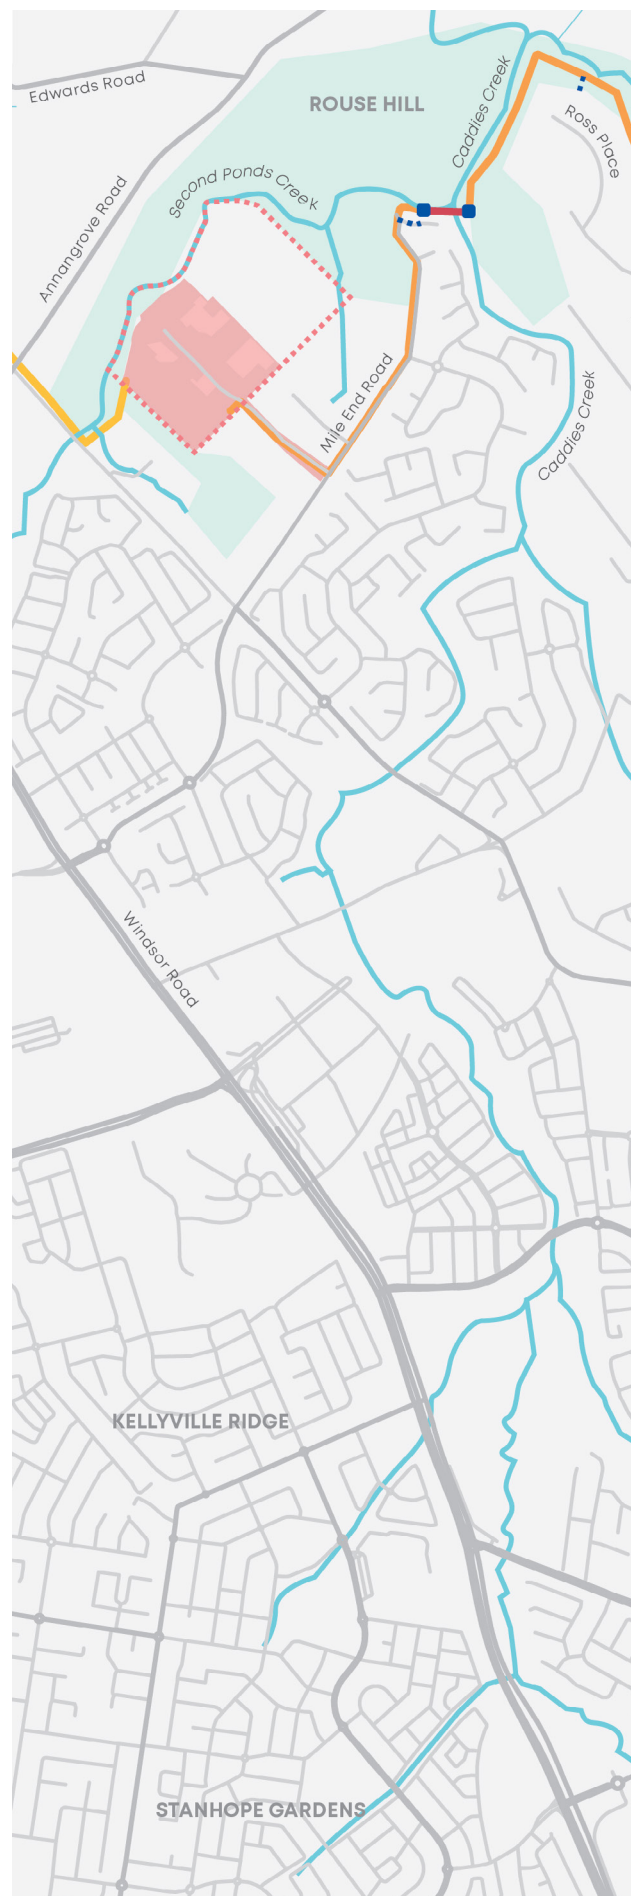 Edwards Road
ROUSE HILL
Caddies Creek
Ross Place
Second Ponds Creek
Annangrove Road
Mile End Road
Caddies Creek
Windsor Road
KELLYVILLE RIDGE
STANHOPE GARDENS